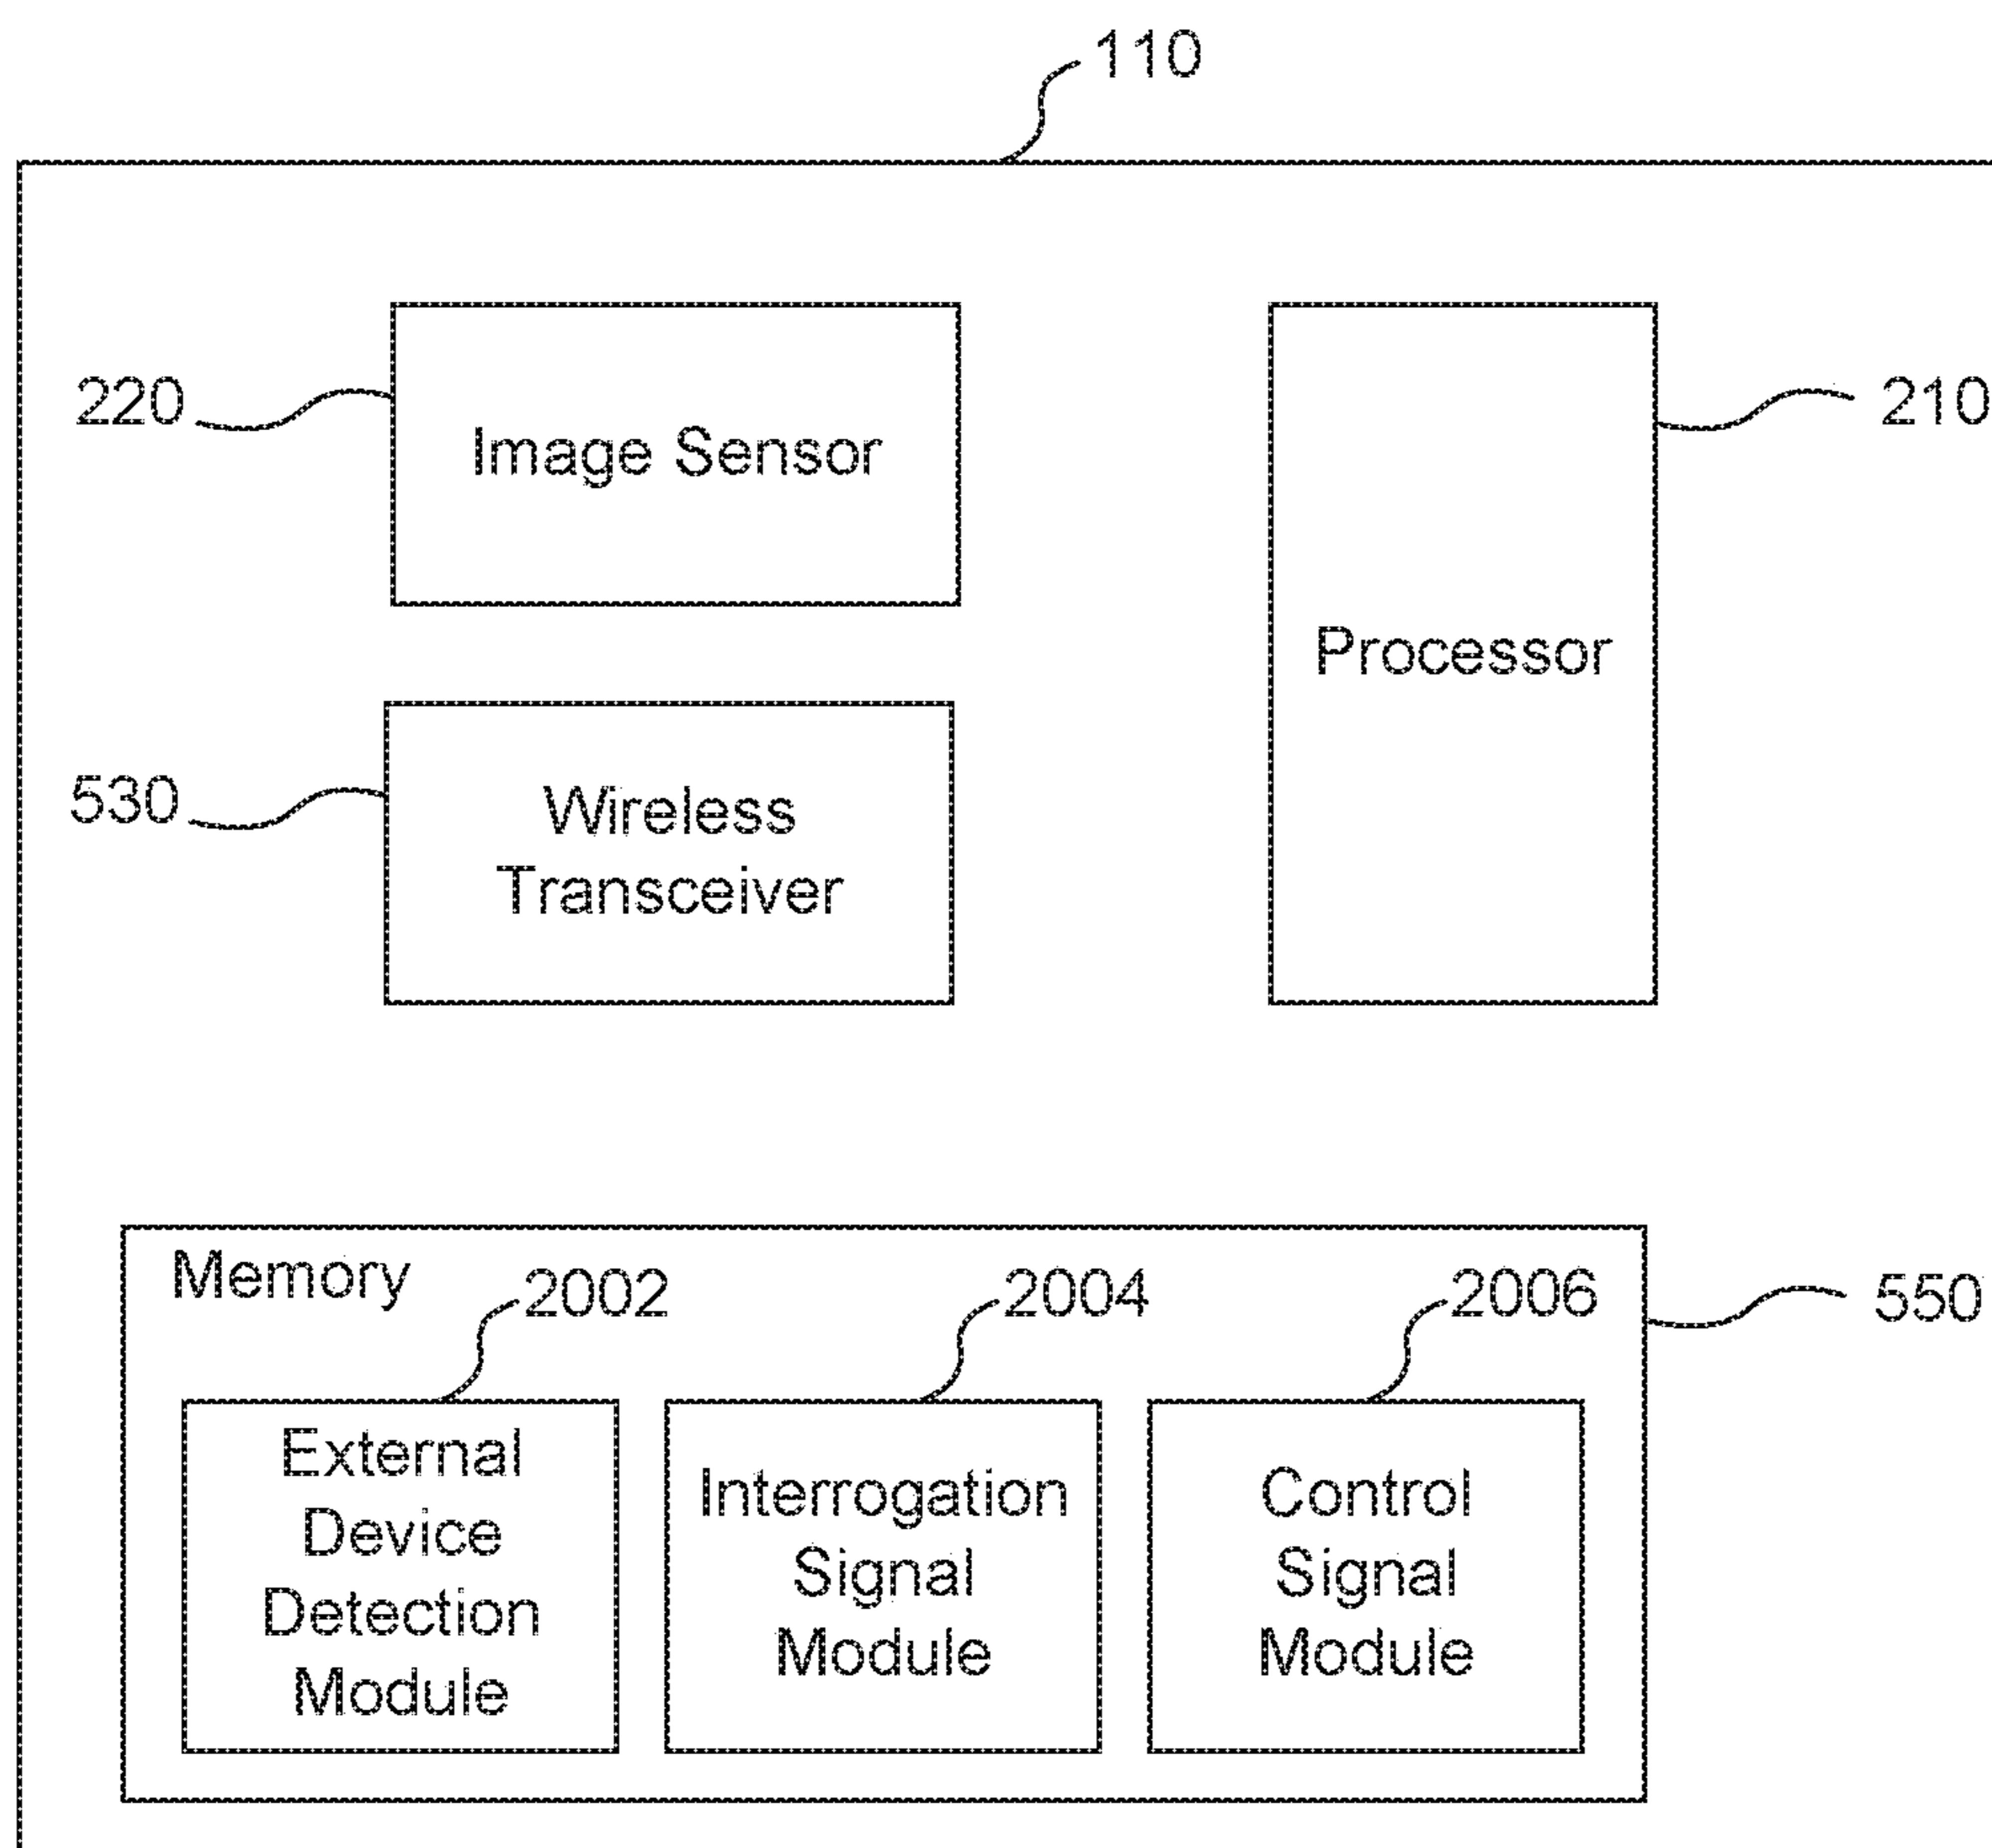 110
220
Image Sensor
210
Processor
530
Wireless
Transceiver
Memory
2002
2004
2006
550
External
Device
Detection
Module
Interrogation
Signal
Module
Control
Signal
Module